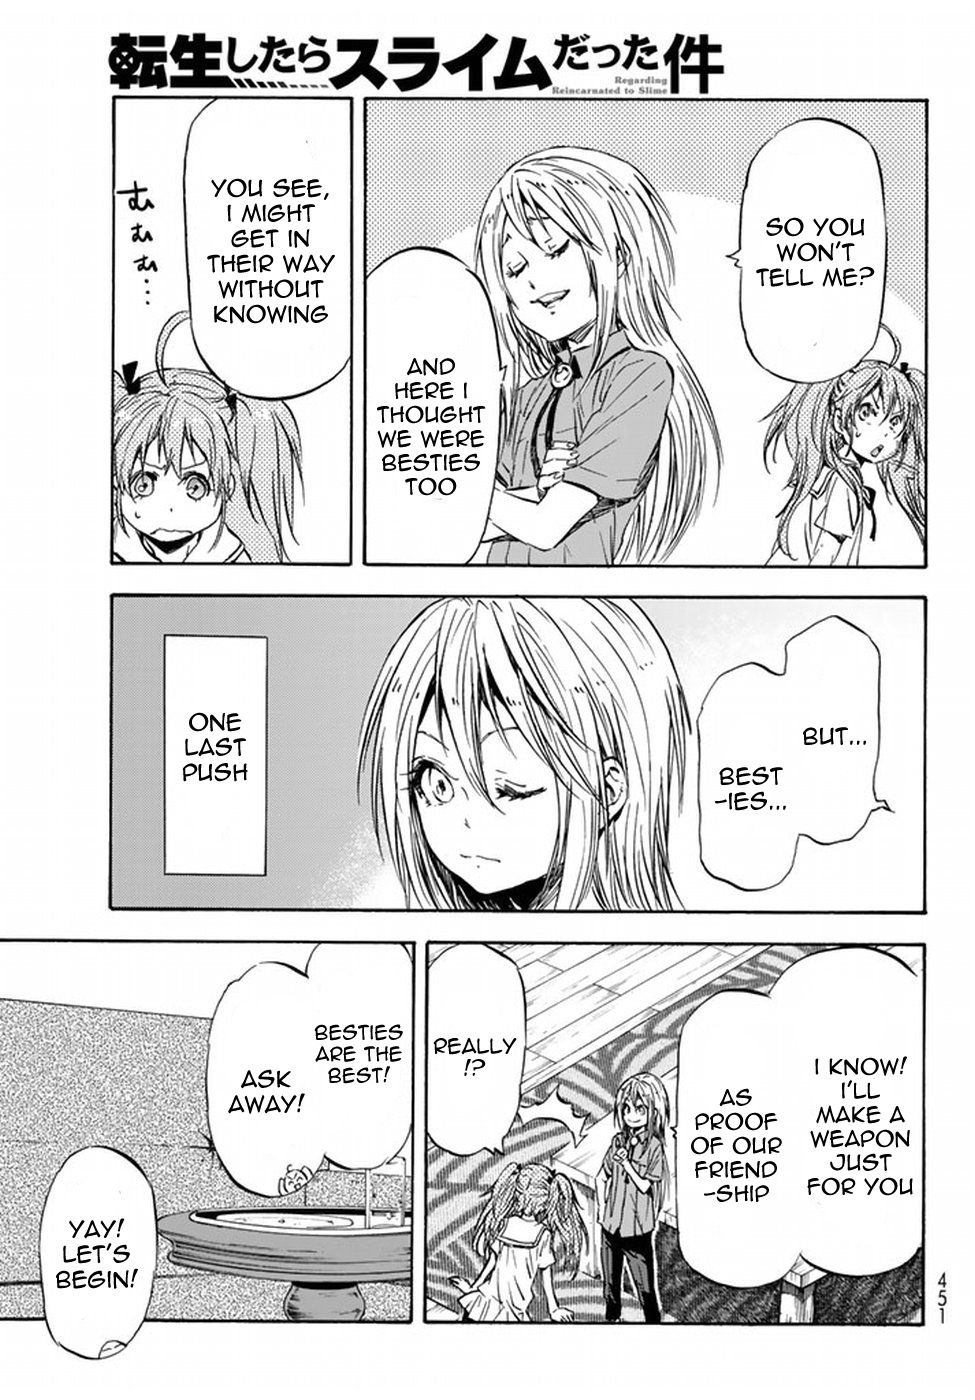 転生したらスライムだった件
Regarding
Reincarnated to Slime
SO YOU
WON'T
TELL ME?
AND
HERE I
THOUGHT
WE WERE
BESTIES
TOO
YOU SEE,
I MIGHT
GET IN
THEIR WAY
WITHOUT
KNOWING
むむむ...
BUT...
BEST
-IES...
ONE
LAST
PUSH
I KNOW!
I'LL
MAKE A
WEAPON
JUST
FOR YOU
AS
PROOF
OF OUR
FRIEND
-SHIP
REALLY
!?
BESTIES
ARE THE
BEST!
ASK
AWAY!
YAY!
LET'S
BEGIN!
451